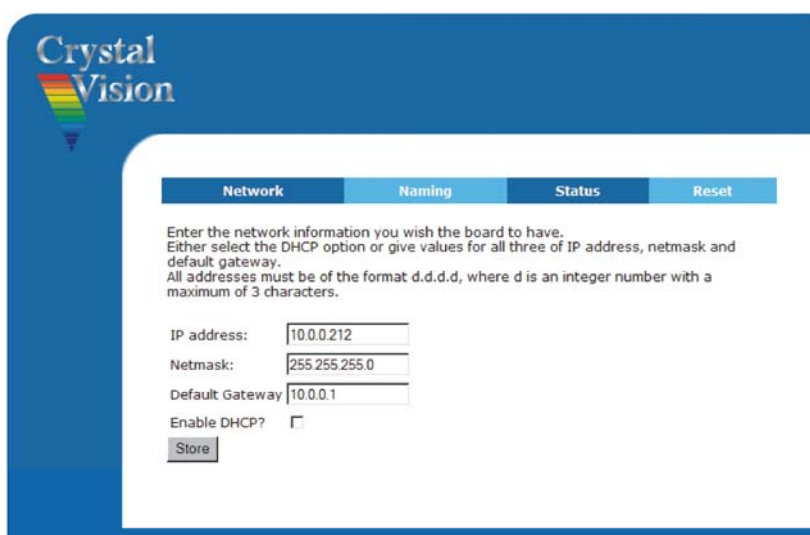 Crystal
Vision
Network Naming Status Reset
Enter the network information you wish the board to have.
Either select the DHCP option or give values for all three of IP address, netmask and
default gateway.
All addresses must be of the format d.d.d.d, where d is an integer number with a
maximum of 3 characters.
IP address: 10.0.0.212
Netmask: 255.255.255.0
Default Gateway 10.0.0.1
Enable DHCP?
Store